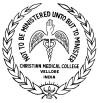 NOT TO BE MINISTERED UNTO BUT TO MINISTER
CHRISTIAN MEDICAL COLLEGE
VELLORE
INDIA